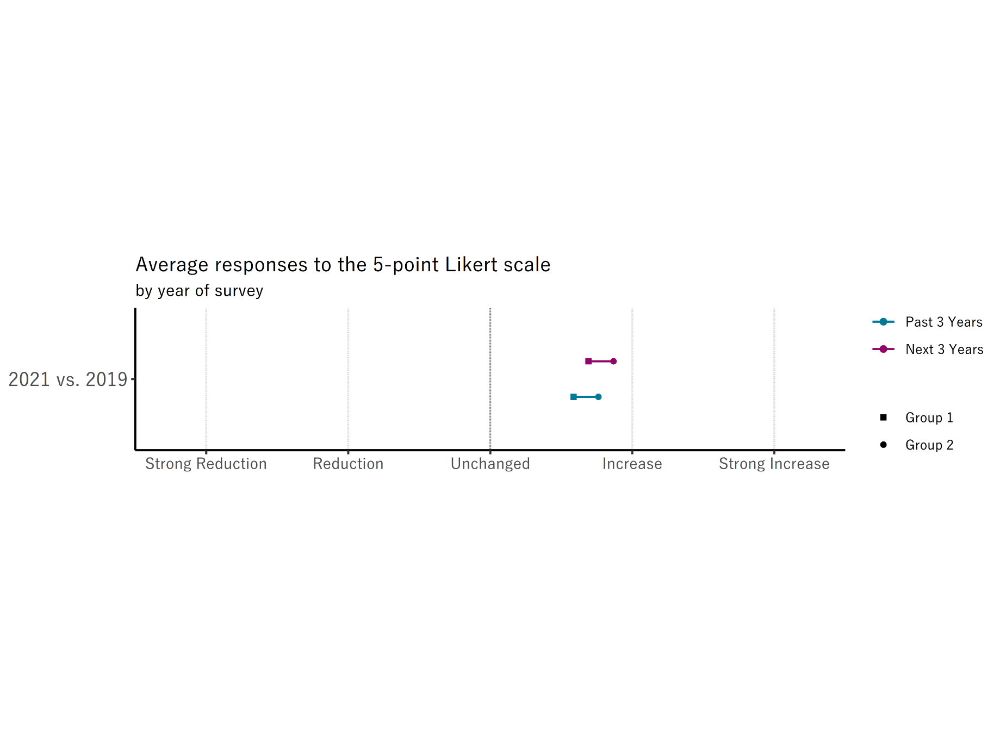 Average responses to the 5-point Likert scale
by year of survey
Past 3 Years
Next 3 Years
2021 vs. 2019
Group 1
Group 2
Strong Reduction
Reduction
Unchanged
Increase
Strong Increase